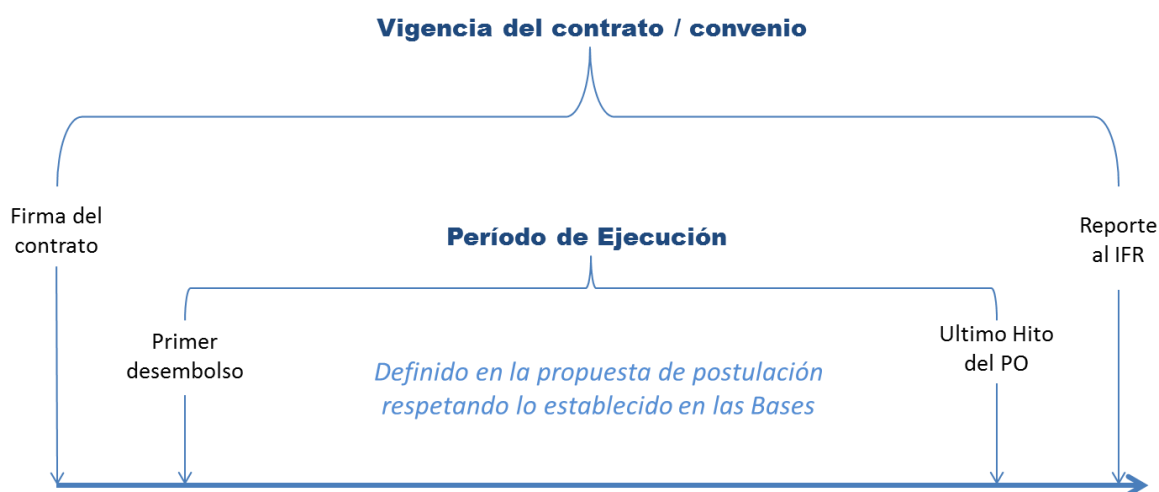 Vigencia del contrato / convenio
Firma del
contrato
Reporte
al IFR
Período de Ejecución
Primer
desembolso
Ultimo Hito
del PO
Definido en la propuesta de postulación
respetando lo establecido en las Bases